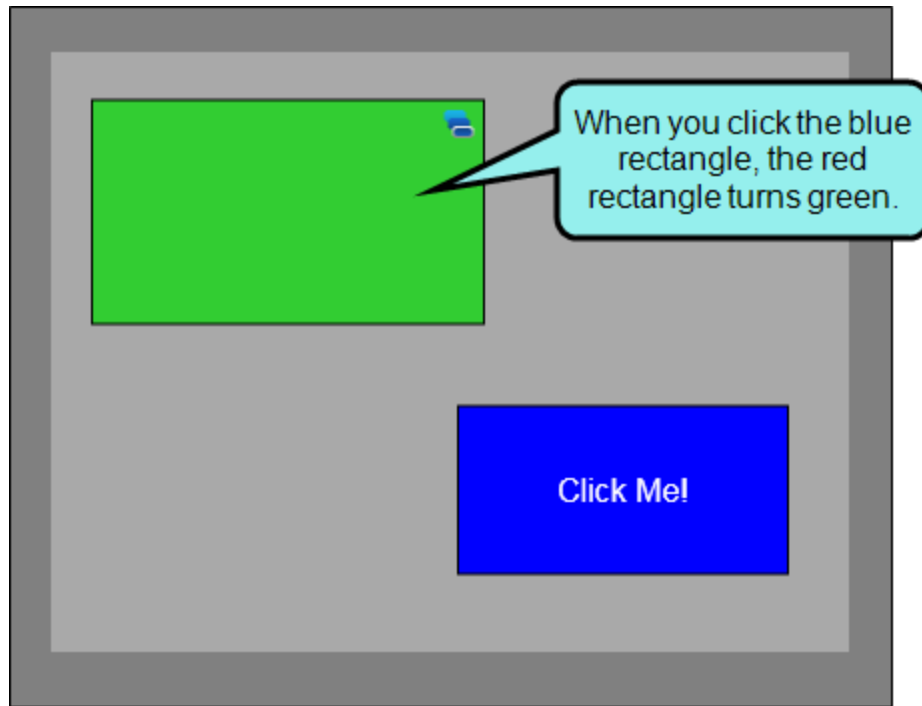 When you click the blue
rectangle, the red
rectangle turns green.
Click Me!